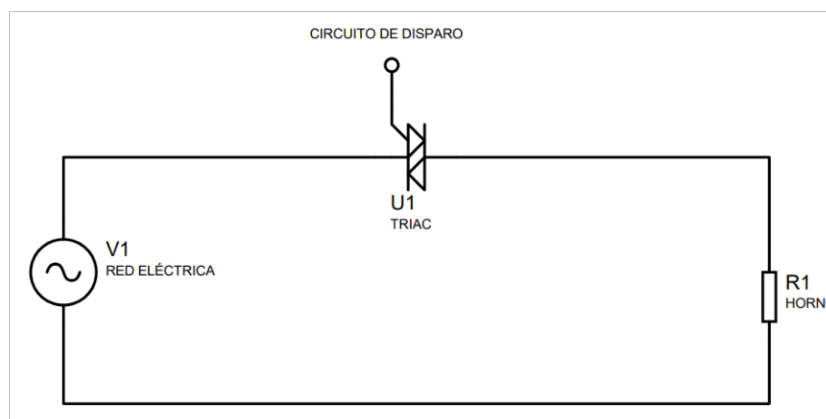 CIRCUITO DE DISPARO
U1
TRIAC
V1
RED ELÉCTRICA
R1
HORN